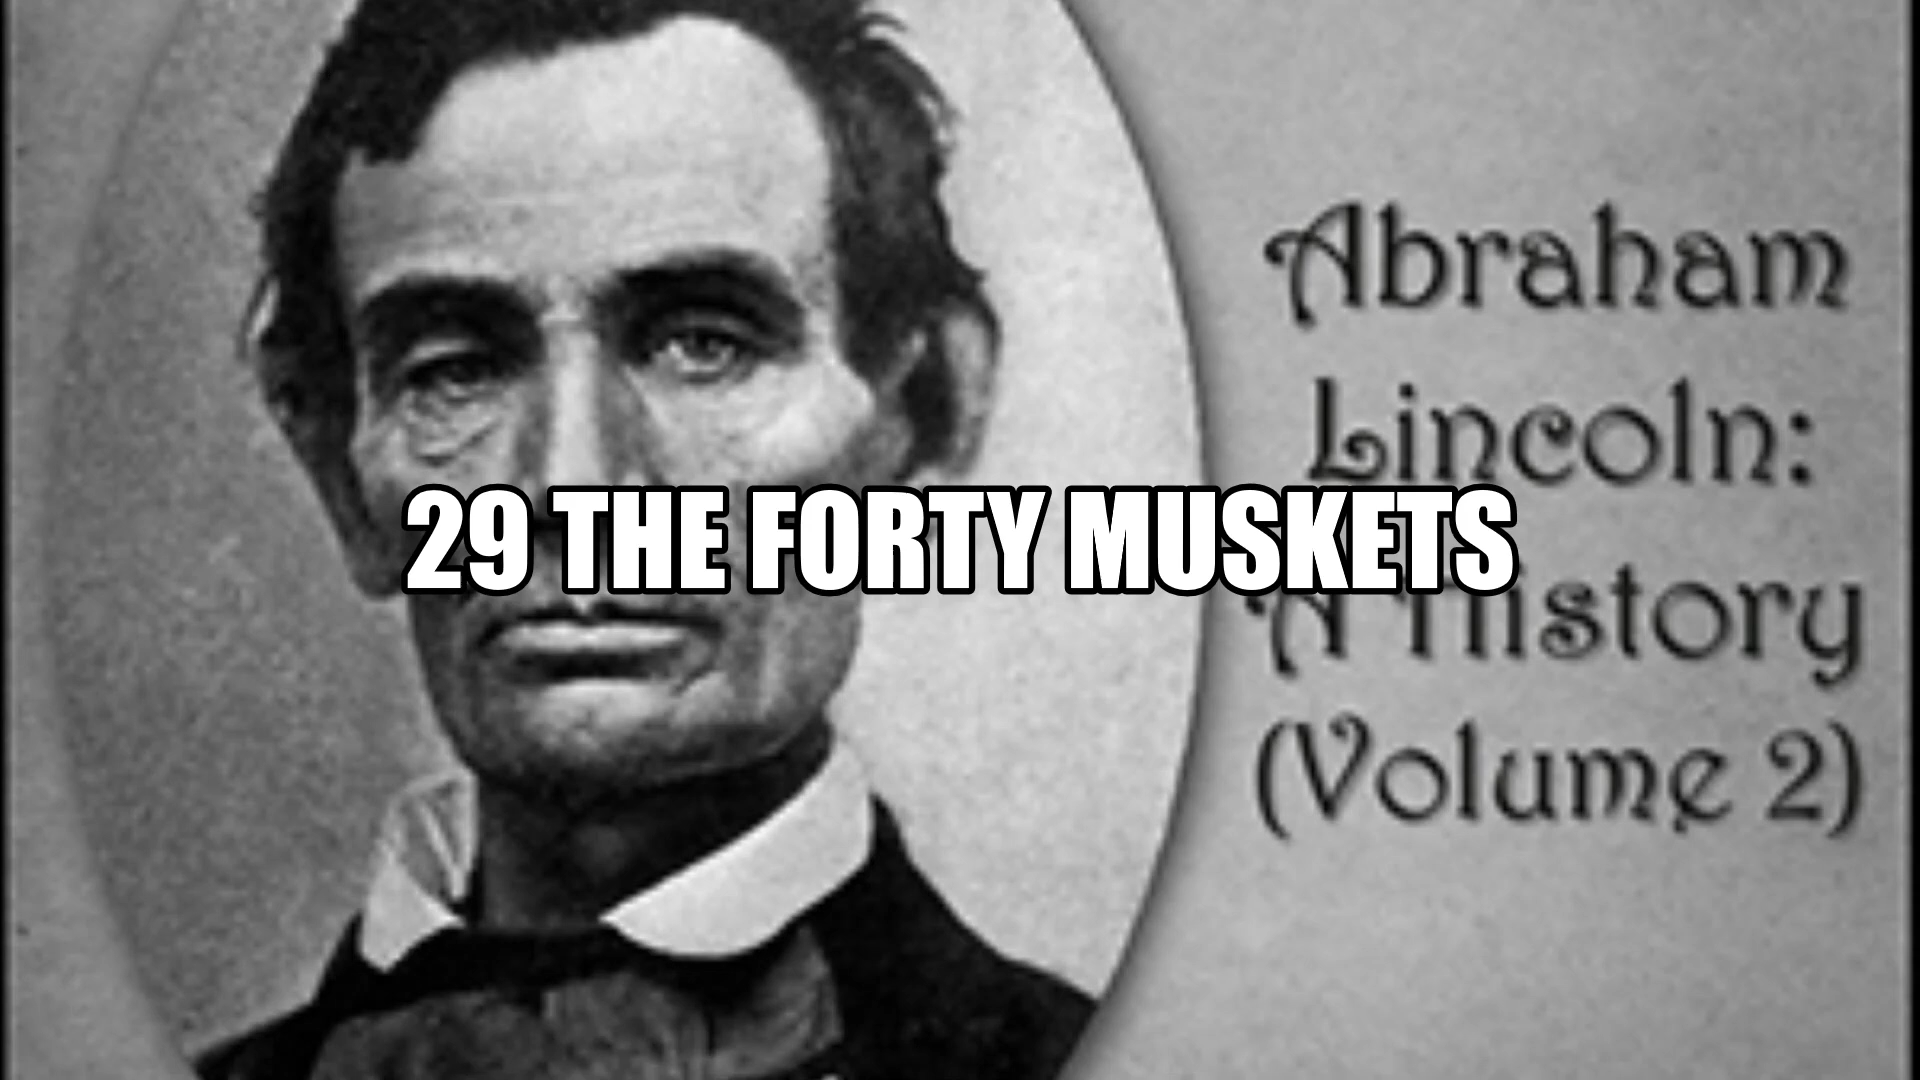 Abraham
Lincoln:
29 THE FORTY MUSKETS
A History
(Volume 2)